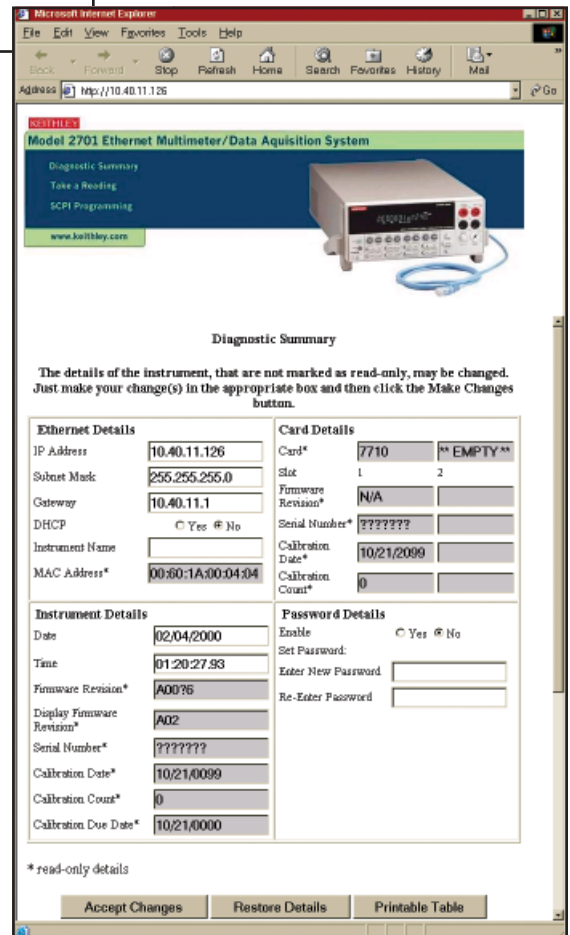 Microsoft Internet Explorer
File Edit View Favorites Tools Help
Back Forward Stop Refresh Home Search Favorites History Mail
Address http://10.40.11.126 Go
KEITHLEY
Model 2701 Ethernet Multimeter/Data Aquisition System
Diagnostic Summary
Take a Reading
SCPI Programming
www.keithley.com
Diagnostic Summary
The details of the instrument, that are not marked as read-only, may be changed.
Just make your change(s) in the appropriate box and then click the Make Changes
button.
Ethernet Details
IP Address 10.40.11.126
Subnet Mask 255.255.255.0
Gateway 10.40.11.1
DHCP Yes No
Instrument Name
MAC Address* 00:60:1A:00:04:04
Card Details
Card* 7710 ** EMPTY **
Slot 1 2
Firmware
Revision* N/A
Serial Number* ???????
Calibration
Date* 10/21/2099
Calibration
Count* 0
Instrument Details
Date 02/04/2000
Time 01:20:27.93
Firmware Revision* A00?6
Display Firmware
Revision* A02
Serial Number* ???????
Calibration Date* 10/21/0099
Calibration Count* 0
Calibration Due Date* 10/21/0000
Password Details
Enable Yes No
Set Password:
Enter New Password
Re-Enter Password
* read-only details
Accept Changes Restore Details Printable Table